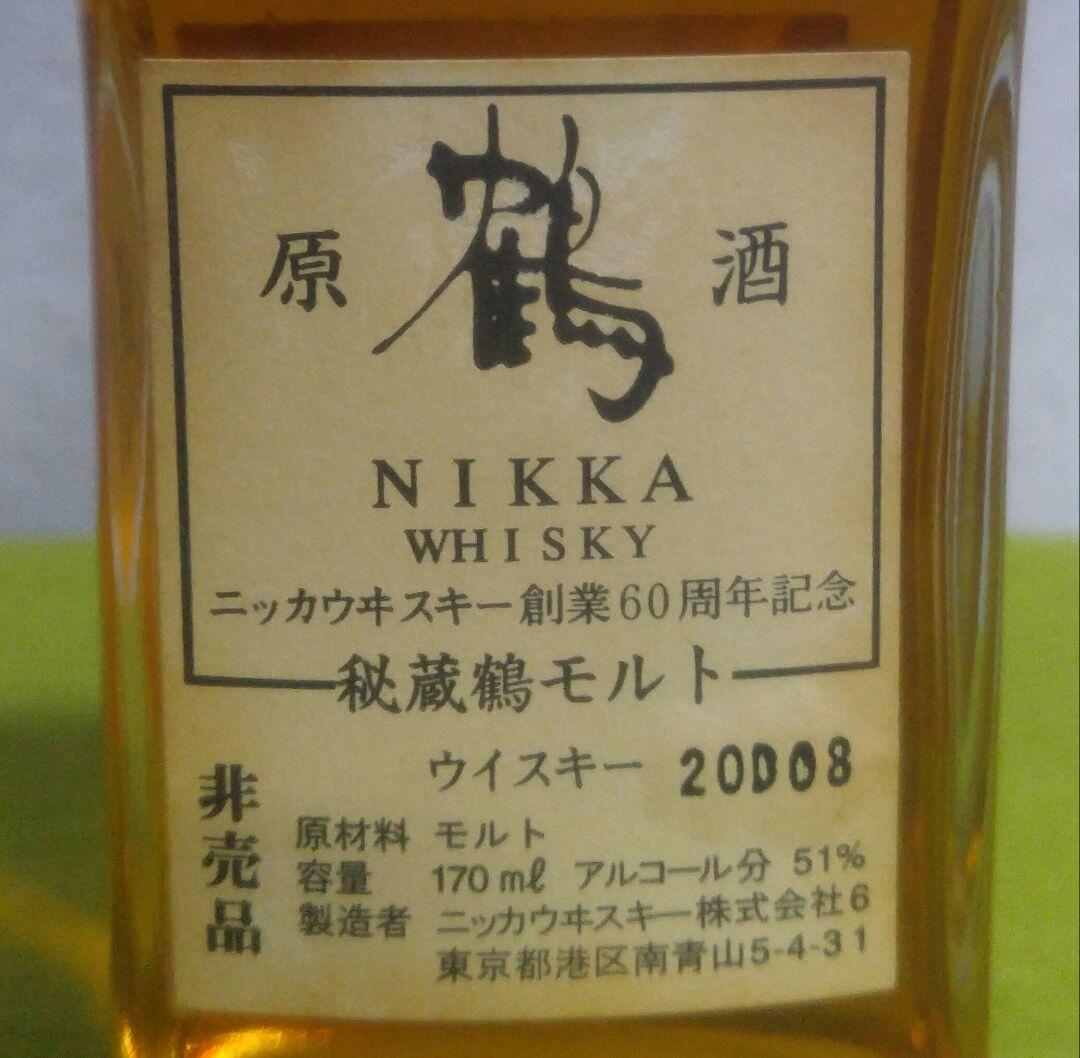 原 鶴 酒
NIKKA
WHISKY
ニッカウヰスキー創業60周年記念
秘蔵鶴モルト
ウイスキー 20D08
非売品
原材料 モルト
容量 170ml アルコール分 51%
製造者 ニッカウヰスキー株式会社6
東京都港区南青山5-4-31